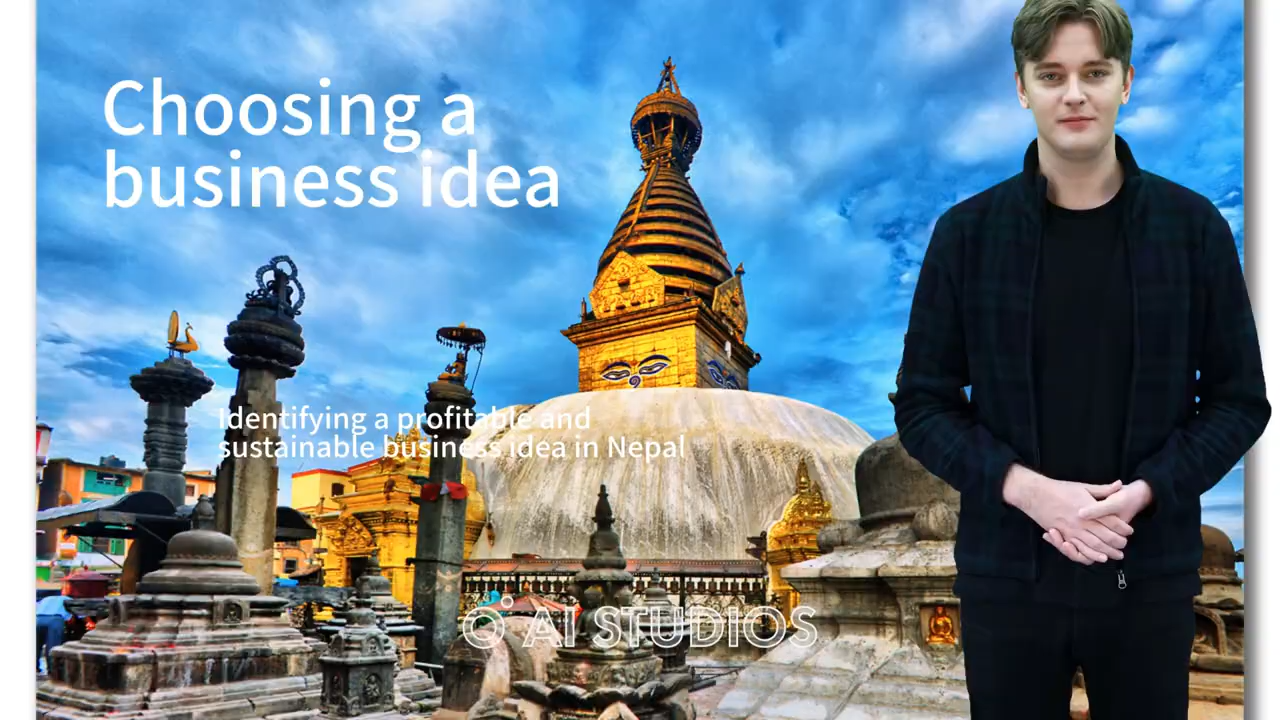 Choosing a
business idea
Identifying a profitable and
sustainable business idea in Nepal
AI STUDIOS